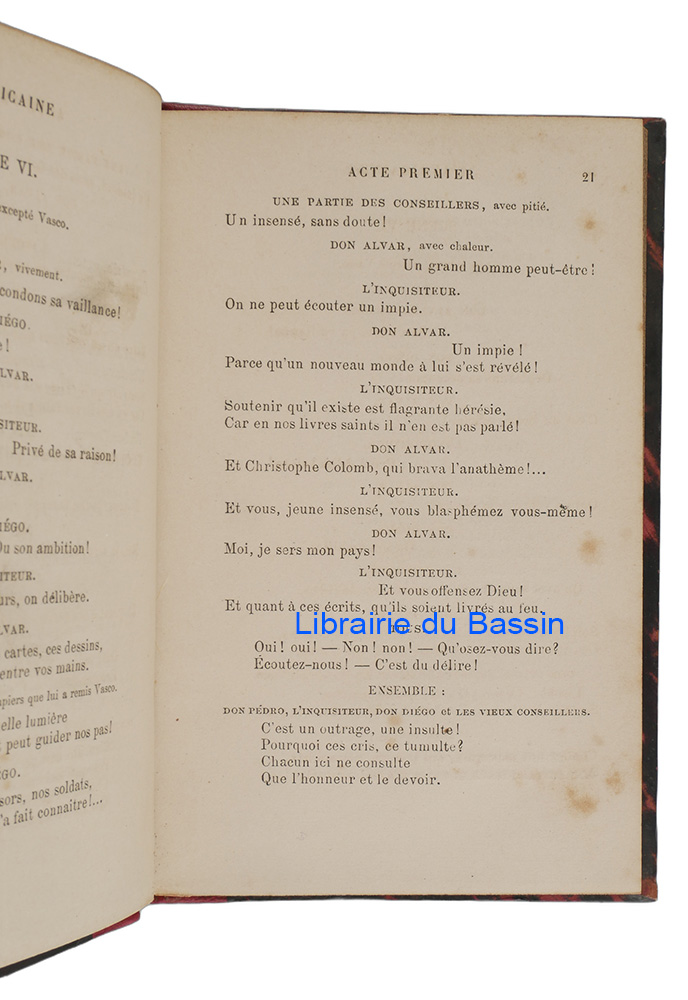 ICAINE
E VI.
excepté Vasco.
, vivement.
condons sa vaillance!
IÉGO.
e!
LVAR.
SITEUR.
Privé de sa raison!
LVAR.
ÉGO.
Ou son ambition!
SITEUR.
urs, on délibère.
LVAR.
cartes, ces dessins,
entre vos mains.
apiers que lui a remis Vasco.
elle lumière
t peut guider nos pas!
ÉGO.
sors, nos soldats,
'a fait connaitre!...
ACTE PREMIER 21
UNE PARTIE DES CONSEILLERS, avec pitié.
Un insensé, sans doute!
DON ALVAR, avec chaleur.
Un grand homme peut-être!
L'INQUISITEUR.
On ne peut écouter un impie.
DON ALVAR.
Un impie!
Parce qu'un nouveau monde à lui s'est révélé!
L'INQUISITEUR.
Soutenir qu'il existe est flagrante hérésie,
Car en nos livres saints il n'en est pas parlé!
DON ALVAR.
Et Christophe Colomb, qui brava l'anathème!...
L'INQUISITEUR.
Et vous, jeune insensé, vous blasphémez vous-même!
DON ALVAR.
Moi, je sers mon pays!
L'INQUISITEUR.
Et vous offensez Dieu!
Et quant à ces écrits, qu'ils soient livrés au feu.
Librairie du Bassin
Oui! oui! — Non! non! — Qu'osez-vous dire?
Écoutez-nous! — C'est du délire!
ENSEMBLE:
DON PÉDRO, L'INQUISITEUR, DON DIÉGO et LES VIEUX CONSEILLERS.
C'est un outrage, une insulte!
Pourquoi ces cris, ce tumulte?
Chacun ici ne consulte
Que l'honneur et le devoir.